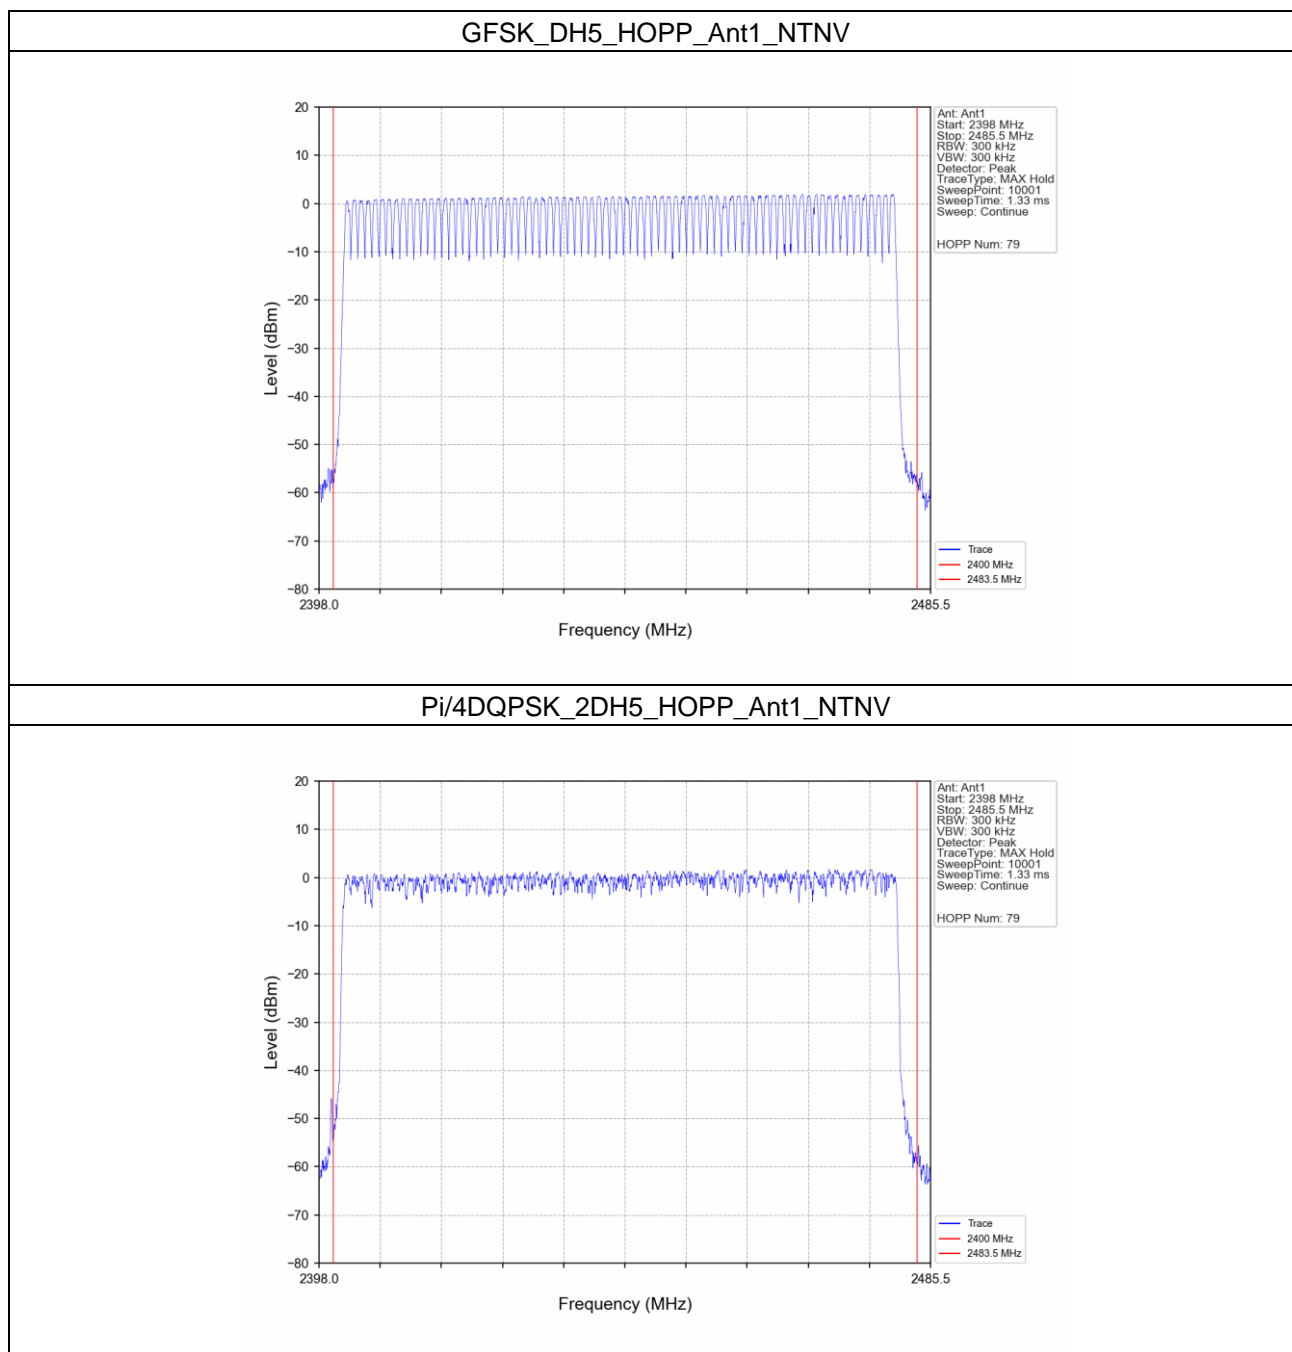 GFSK_DH5_HOPP_Ant1_NTNV
20
10
0
−10
−20
−30
−40
−50
−60
−70
−80
Level (dBm)
2398.0
2485.5
Frequency (MHz)
Ant: Ant1
Start: 2398 MHz
Stop: 2485.5 MHz
RBW: 300 kHz
VBW: 300 kHz
Detector: Peak
TraceType: MAX Hold
SweepPoint: 10001
SweepTime: 1.33 ms
Sweep: Continue
HOPP Num: 79
Trace
2400 MHz
2483.5 MHz
Pi/4DQPSK_2DH5_HOPP_Ant1_NTNV
20
10
0
−10
−20
−30
−40
−50
−60
−70
−80
Level (dBm)
2398.0
2485.5
Frequency (MHz)
Ant: Ant1
Start: 2398 MHz
Stop: 2485.5 MHz
RBW: 300 kHz
VBW: 300 kHz
Detector: Peak
TraceType: MAX Hold
SweepPoint: 10001
SweepTime: 1.33 ms
Sweep: Continue
HOPP Num: 79
Trace
2400 MHz
2483.5 MHz